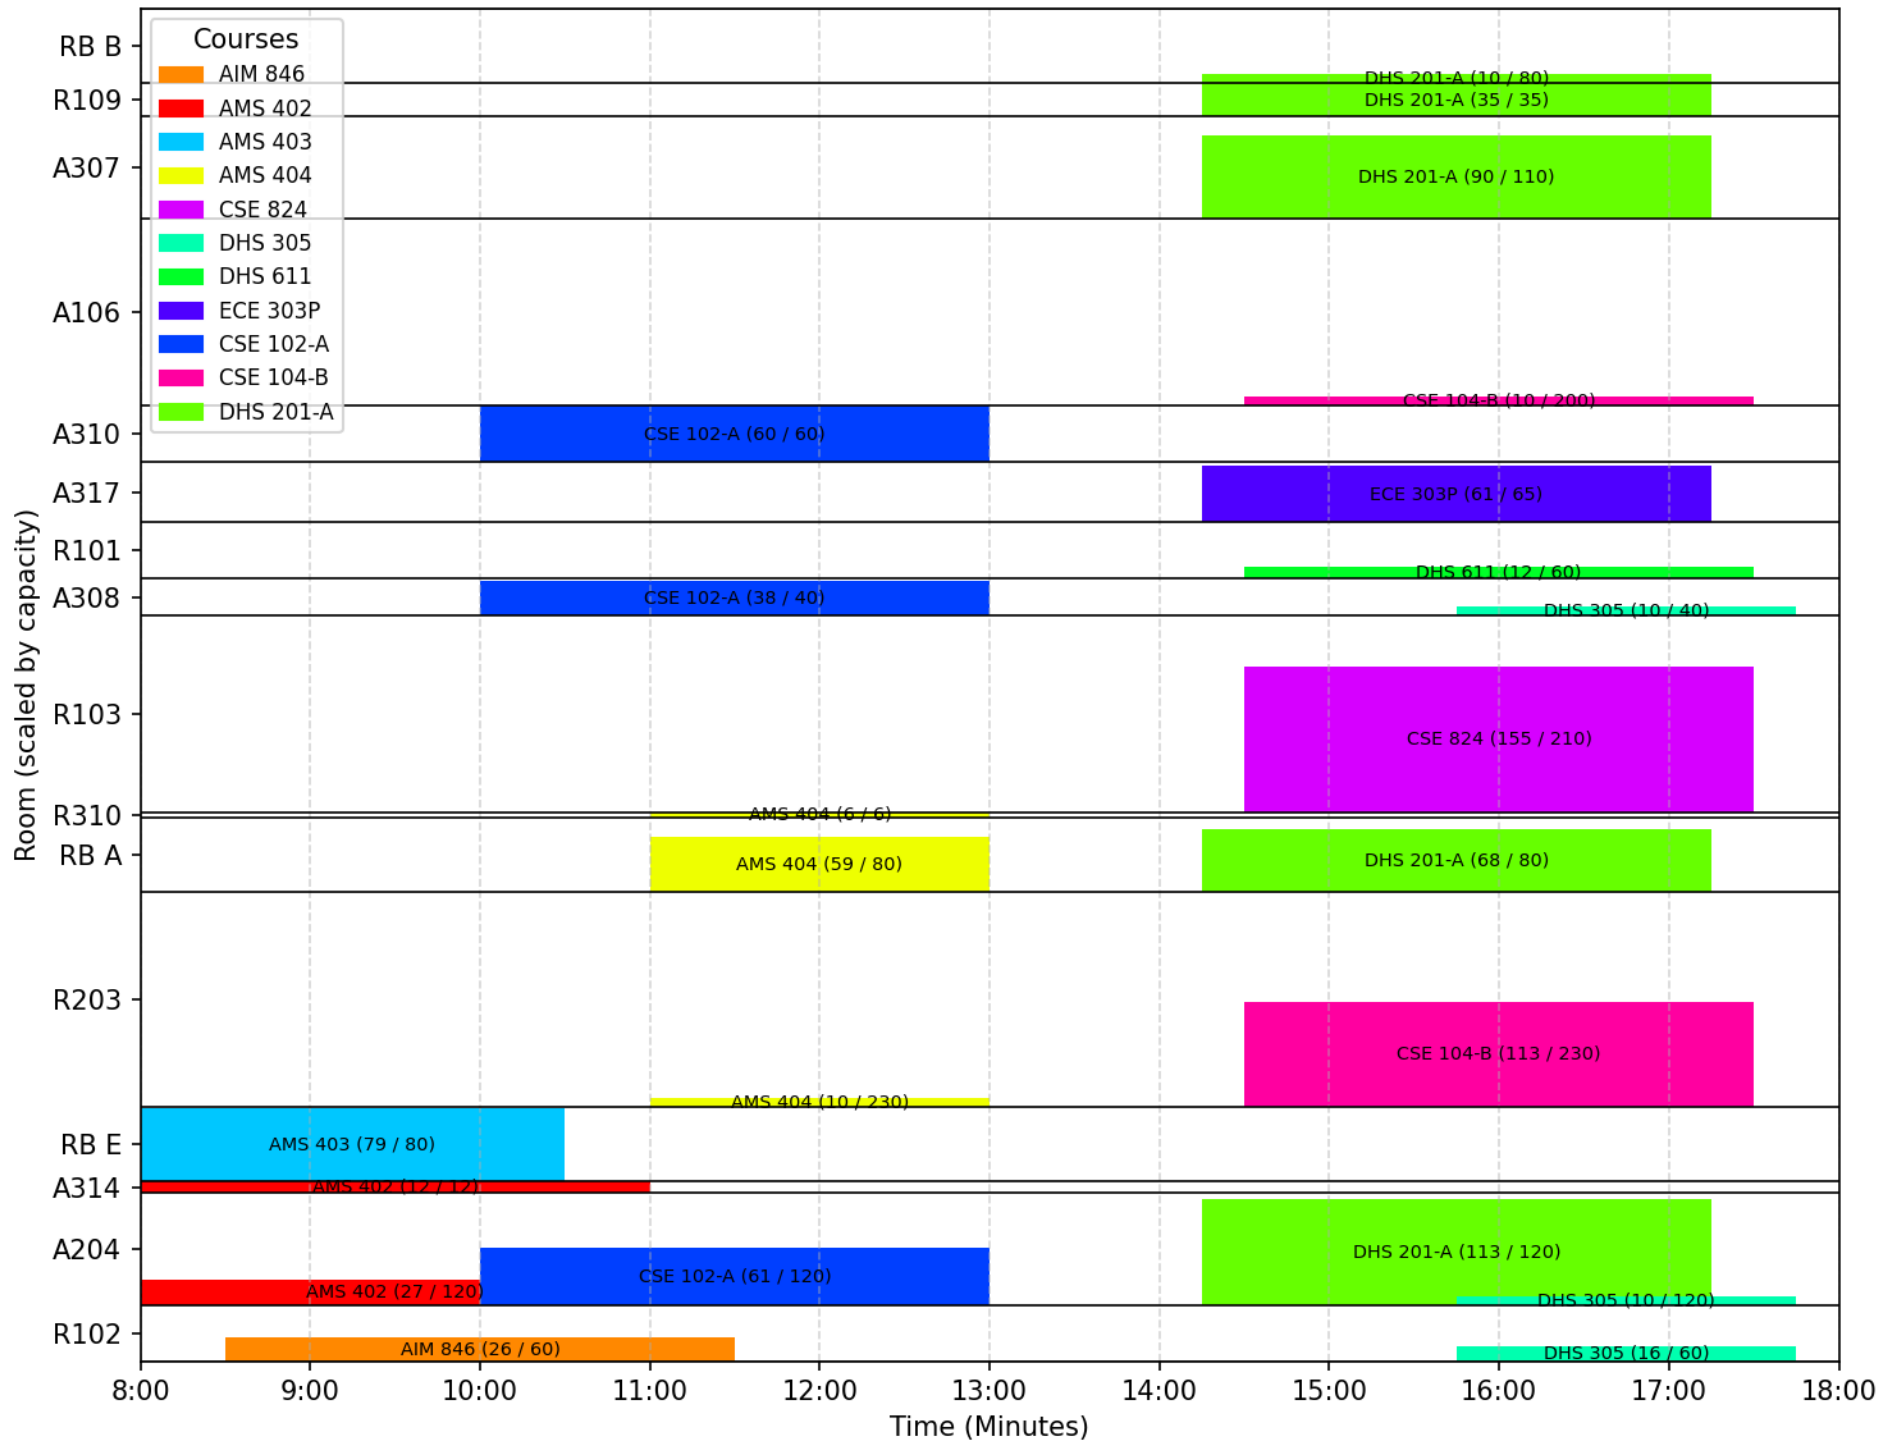 Courses
AIM 846
AMS 402
AMS 403
AMS 404
CSE 824
DHS 305
DHS 611
ECE 303P
CSE 102-A
CSE 104-B
DHS 201-A
Room (scaled by capacity)
RB B
DHS 201-A (10 / 80)
R109
DHS 201-A (35 / 35)
A307
DHS 201-A (90 / 110)
A106
CSE 104-B (10 / 200)
A310
CSE 102-A (60 / 60)
A317
ECE 303P (61 / 65)
R101
DHS 611 (12 / 60)
A308
CSE 102-A (38 / 40)
DHS 305 (10 / 40)
R103
CSE 824 (155 / 210)
R310
AMS 404 (6 / 6)
RB A
AMS 404 (59 / 80)
DHS 201-A (68 / 80)
R203
CSE 104-B (113 / 230)
AMS 404 (10 / 230)
RB E
AMS 403 (79 / 80)
A314
AMS 402 (12 / 12)
A204
DHS 201-A (113 / 120)
CSE 102-A (61 / 120)
AMS 402 (27 / 120)
DHS 305 (10 / 120)
R102
AIM 846 (26 / 60)
DHS 305 (16 / 60)
8:00 9:00 10:00 11:00 12:00 13:00 14:00 15:00 16:00 17:00 18:00
Time (Minutes)